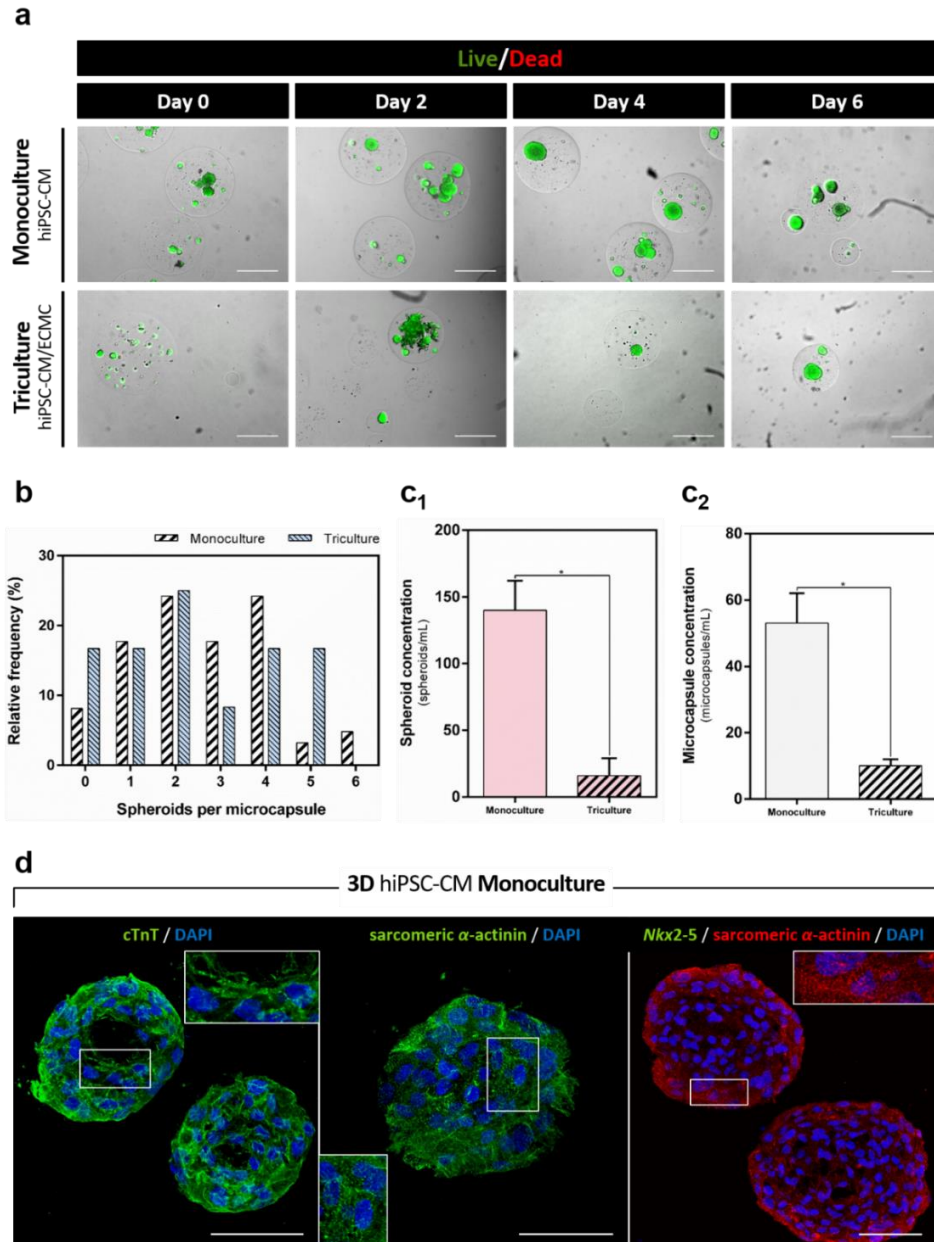 a
Live/Dead
Day 0
Day 2
Day 4
Day 6
Monoculture
hiPSC-CM
Triculture
hiPSC-CM/ECMC
b
Monoculture
Triculture
Relative frequency (%)
30
20
10
0
0 1 2 3 4 5 6
Spheroids per microcapsule
c1
Spheroid concentration
(spheroids/mL)
200
150
100
50
0
*
Monoculture
Triculture
c2
Microcapsule concentration
(microcapsules/mL)
80
60
40
20
0
*
Monoculture
Triculture
d
3D hiPSC-CM Monoculture
cTnT / DAPI
sarcomeric α-actinin / DAPI
Nkx2-5 / sarcomeric α-actinin / DAPI